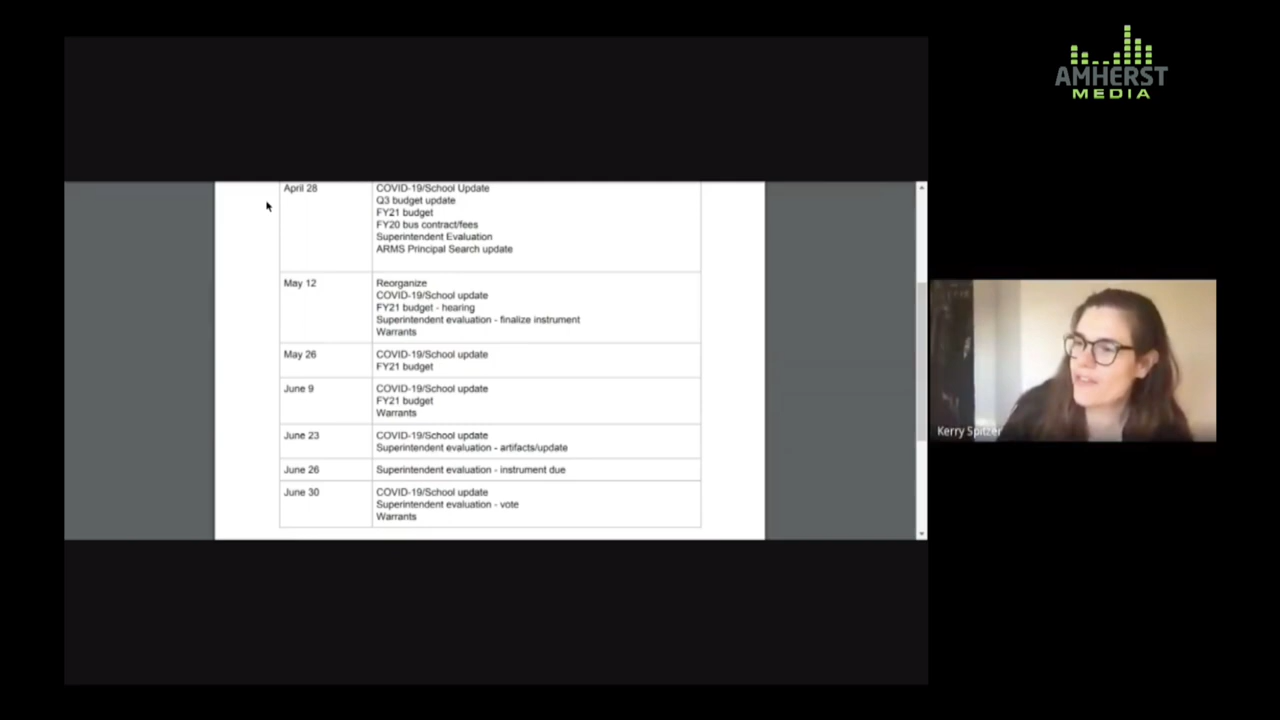 AMHERST
MEDIA
April 28
COVID-19/School Update
Q3 budget update
FY21 budget
FY20 bus contract/fees
Superintendent Evaluation
ARMS Principal Search update
May 12
Reorganize
COVID-19/School update
FY21 budget - hearing
Superintendent evaluation - finalize instrument
Warrants
May 26
COVID-19/School update
FY21 budget
June 9
COVID-19/School update
FY21 budget
Warrants
June 23
COVID-19/School update
Superintendent evaluation - artifacts/update
June 26
Superintendent evaluation - instrument due
June 30
COVID-19/School update
Superintendent evaluation - vote
Warrants
Kerry Spitzer